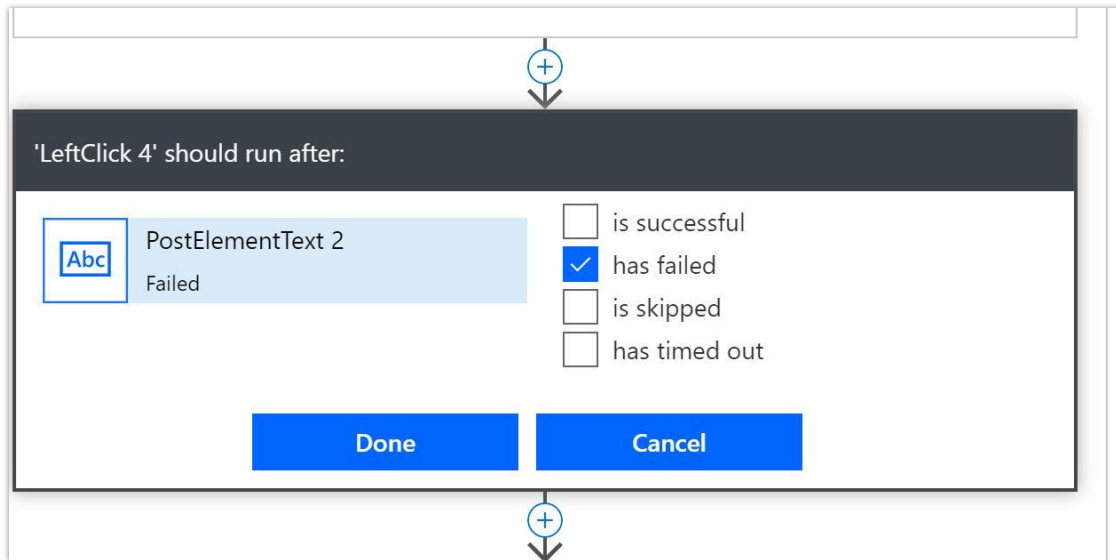 'LeftClick 4' should run after:
Abc
PostElementText 2
Failed
is successful
has failed
is skipped
has timed out
Done
Cancel